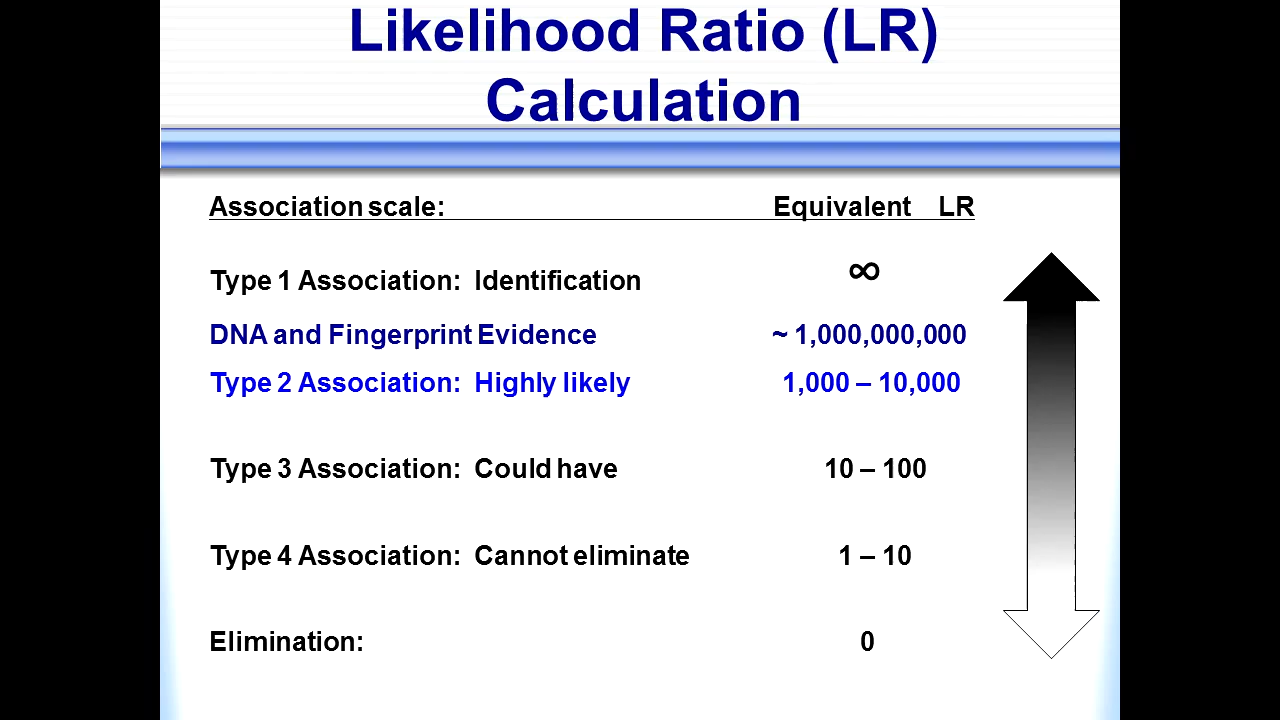 Likelihood Ratio (LR)
Calculation
Association scale: Equivalent LR
Type 1 Association: Identification ∞
DNA and Fingerprint Evidence ~ 1,000,000,000
Type 2 Association: Highly likely 1,000 – 10,000
Type 3 Association: Could have 10 – 100
Type 4 Association: Cannot eliminate 1 – 10
Elimination: 0